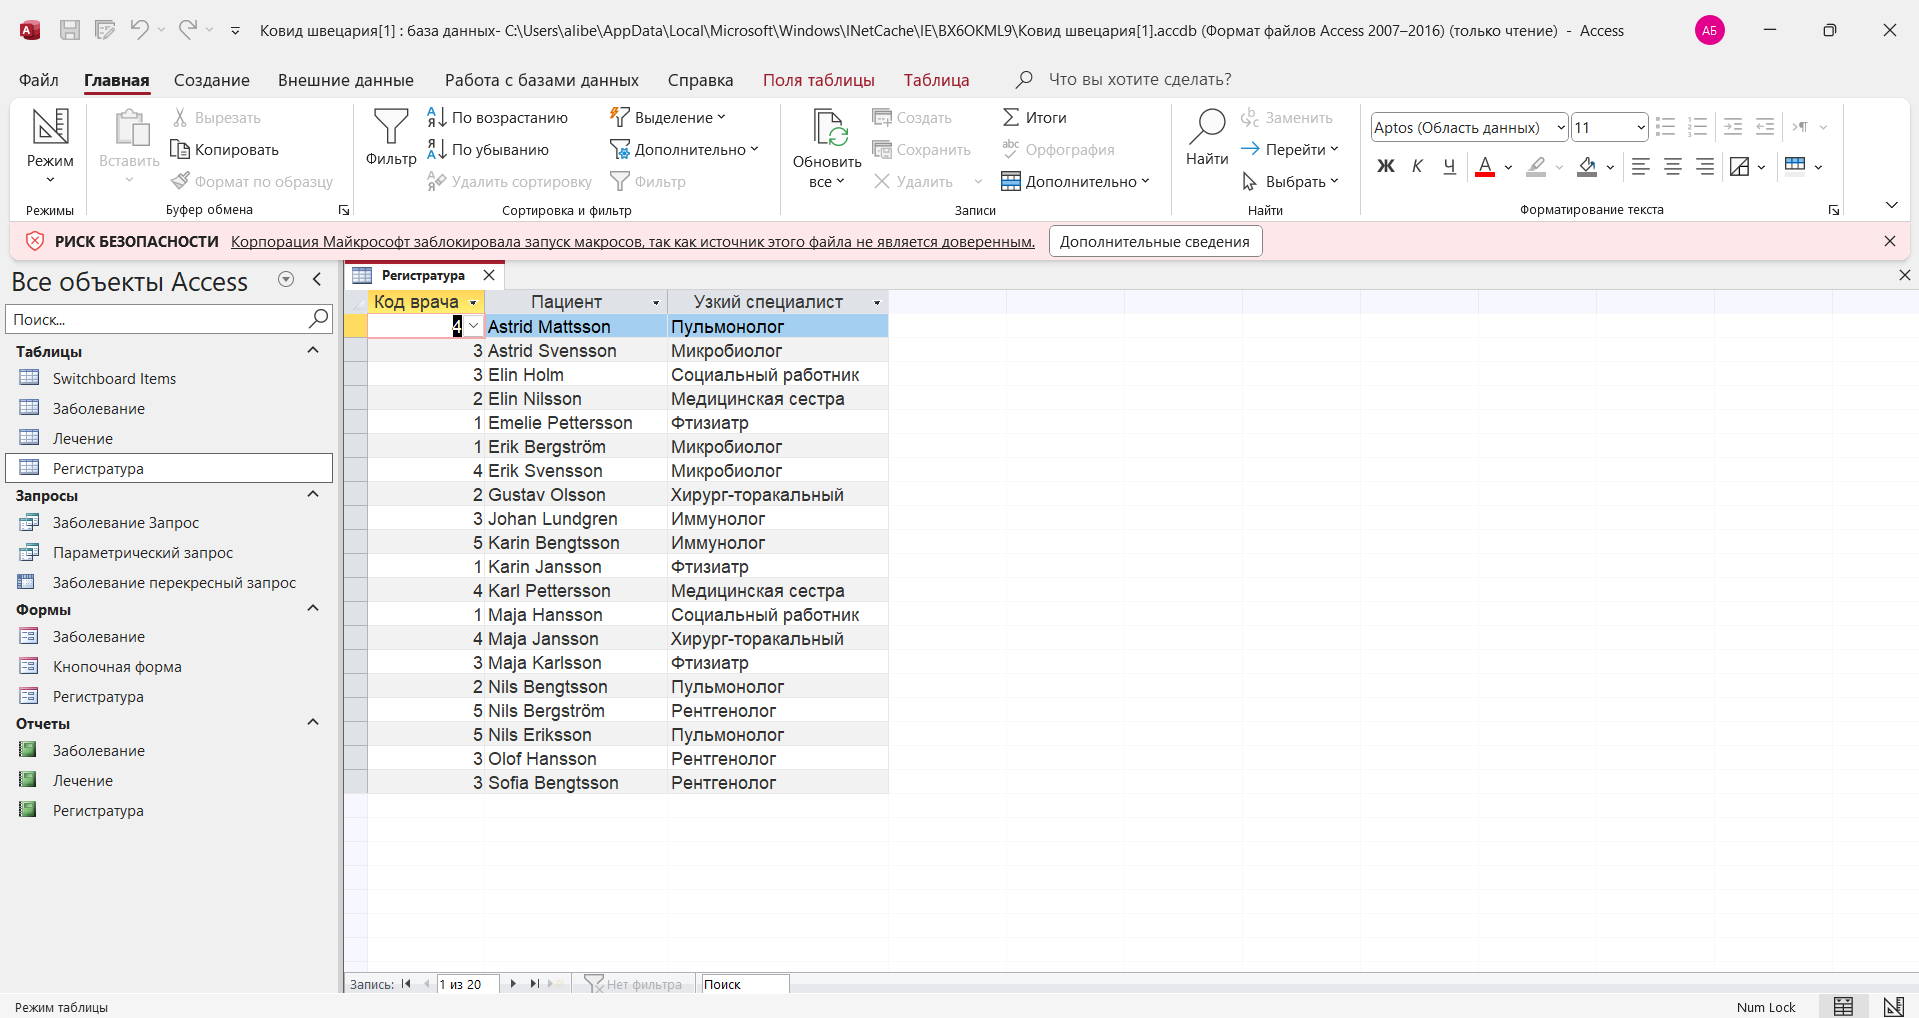 Ковид швецария[1] : база данных- C:\Users\alibe\AppData\Local\Microsoft\Windows\INetCache\IE\BX6OKML9\Ковид швецария[1].accdb (Формат файлов Access 2007–2016) (только чтение) - Access
АБ
Файл Главная Создание Внешние данные Работа с базами данных Справка Поля таблицы Таблица Что вы хотите сделать?
Режим
Режимы
Вставить
Вырезать
Копировать
Формат по образцу
Буфер обмена
Фильтр
По возрастанию
По убыванию
Удалить сортировку
Выделение
Дополнительно
Фильтр
Сортировка и фильтр
Обновить
все
Создать
Сохранить
Удалить
Итоги
Орфография
Дополнительно
Записи
Найти
Заменить
Перейти
Выбрать
Найти
Aptos (Область данных) 11
Ж К Ч А
Форматирование текста
РИСК БЕЗОПАСНОСТИ Корпорация Майкрософт заблокировала запуск макросов, так как источник этого файла не является доверенным. Дополнительные сведения
Все объекты Access
Поиск...
Таблицы
Switchboard Items
Заболевание
Лечение
Регистратура
Запросы
Заболевание Запрос
Параметрический запрос
Заболевание перекресный запрос
Формы
Заболевание
Кнопочная форма
Регистратура
Отчеты
Заболевание
Лечение
Регистратура
Регистратура
Код врача Пациент Узкий специалист
4 Astrid Mattsson Пульмонолог
3 Astrid Svensson Микробиолог
3 Elin Holm Социальный работник
2 Elin Nilsson Медицинская сестра
1 Emelie Pettersson Фтизиатр
1 Erik Bergström Микробиолог
4 Erik Svensson Микробиолог
2 Gustav Olsson Хирург-торакальный
3 Johan Lundgren Иммунолог
5 Karin Bengtsson Иммунолог
1 Karin Jansson Фтизиатр
4 Karl Pettersson Медицинская сестра
1 Maja Hansson Социальный работник
4 Maja Jansson Хирург-торакальный
3 Maja Karlsson Фтизиатр
2 Nils Bengtsson Пульмонолог
5 Nils Bergström Рентгенолог
5 Nils Eriksson Пульмонолог
3 Olof Hansson Рентгенолог
3 Sofia Bengtsson Рентгенолог
Запись: 1 из 20 Нет фильтра Поиск
Режим таблицы Num Lock